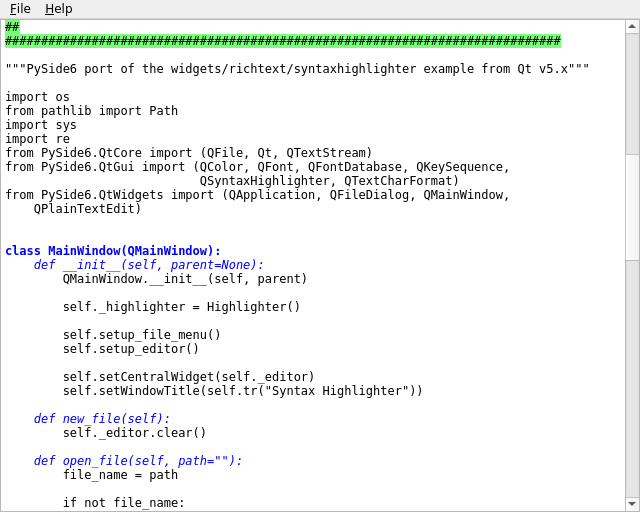 File Help
##
#############################################################################
"""PySide6 port of the widgets/richtext/syntaxhighlighter example from Qt v5.x"""
import os
from pathlib import Path
import sys
import re
from PySide6.QtCore import (QFile, Qt, QTextStream)
from PySide6.QtGui import (QColor, QFont, QFontDatabase, QKeySequence,
                           QSyntaxHighlighter, QTextCharFormat)
from PySide6.QtWidgets import (QApplication, QFileDialog, QMainWindow,
    QPlainTextEdit)
class MainWindow(QMainWindow):
    def __init__(self, parent=None):
        QMainWindow.__init__(self, parent)
        self._highlighter = Highlighter()
        self.setup_file_menu()
        self.setup_editor()
        self.setCentralWidget(self._editor)
        self.setWindowTitle(self.tr("Syntax Highlighter"))
    def new_file(self):
        self._editor.clear()
    def open_file(self, path=""):
        file_name = path
        if not file_name: